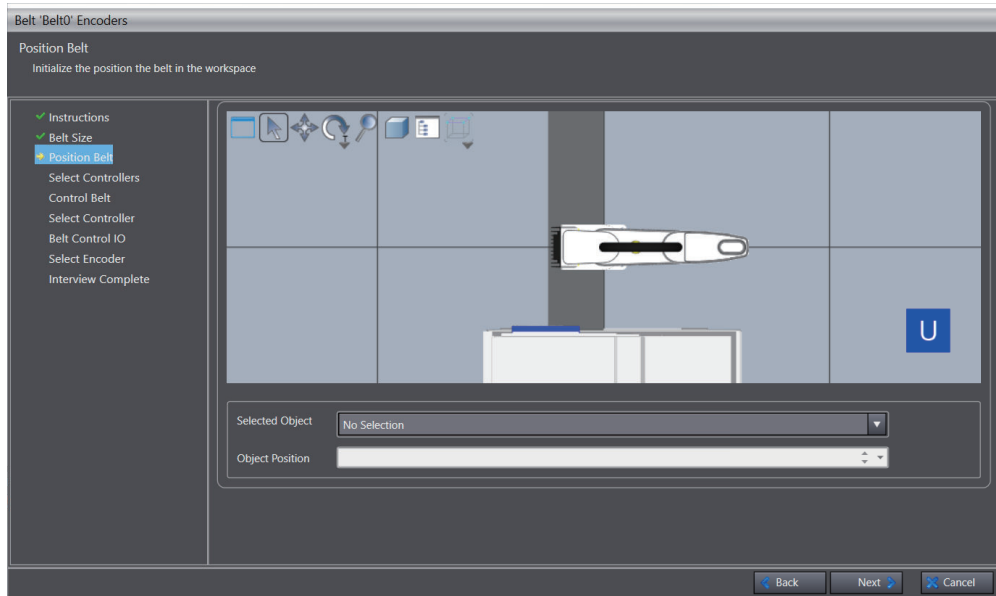 Belt 'Belt0' Encoders
Position Belt
Initialize the position the belt in the workspace
Instructions
Belt Size
Position Belt
Select Controllers
Control Belt
Select Controller
Belt Control IO
Select Encoder
Interview Complete
U
Selected Object No Selection
Object Position
Back Next Cancel